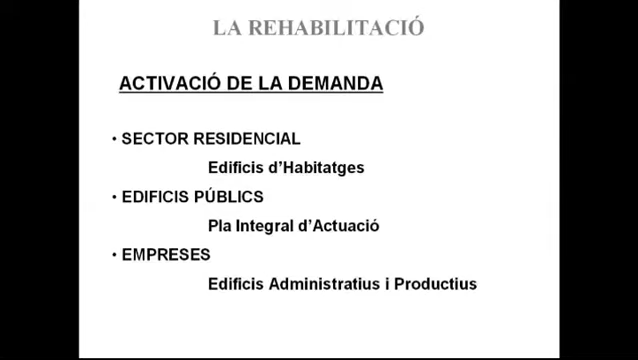 LA REHABILITACIÓ
ACTIVACIÓ DE LA DEMANDA
• SECTOR RESIDENCIAL
Edificis d'Habitatges
• EDIFICIS PÚBLICS
Pla Integral d'Actuació
• EMPRESES
Edificis Administratius i Productius